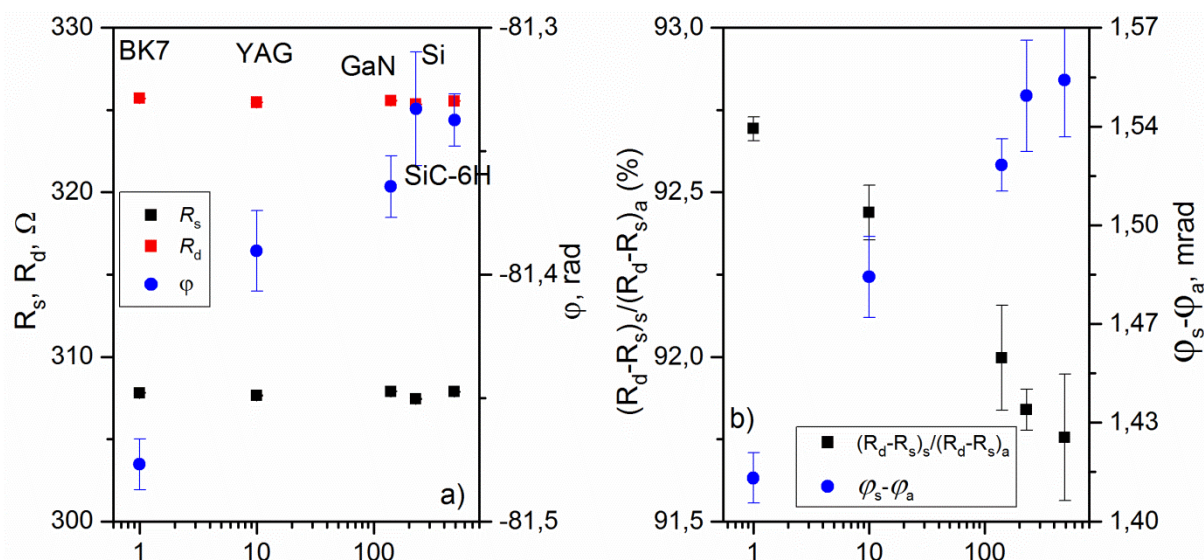 330
320
310
300
R_s, R_d, Ω
BK7
YAG
GaN
Si
SiC-6H
R_s
R_d
φ
a)
-81,3
-81,4
-81,5
φ, rad
1
10
100
93,0
92,5
92,0
91,5
(R_d-R_s)_s/(R_d-R_s)_a (%)
b)
(R_d-R_s)_s/(R_d-R_s)_a
φ_s-φ_a
1,57
1,54
1,50
1,47
1,43
1,40
φ_s-φ_a, mrad
1
10
100